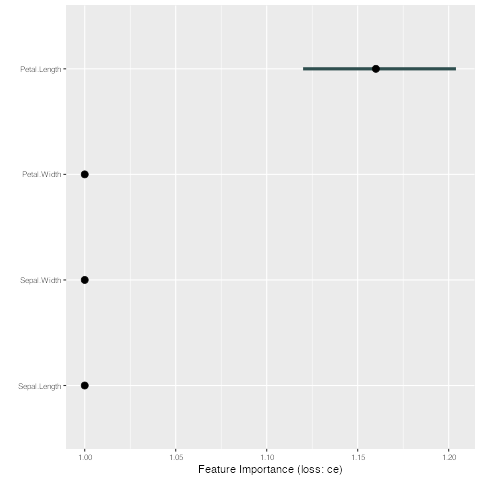 Petal.Length
Petal.Width
Sepal.Width
Sepal.Length
1.00 1.05 1.10 1.15 1.20
Feature Importance (loss: ce)